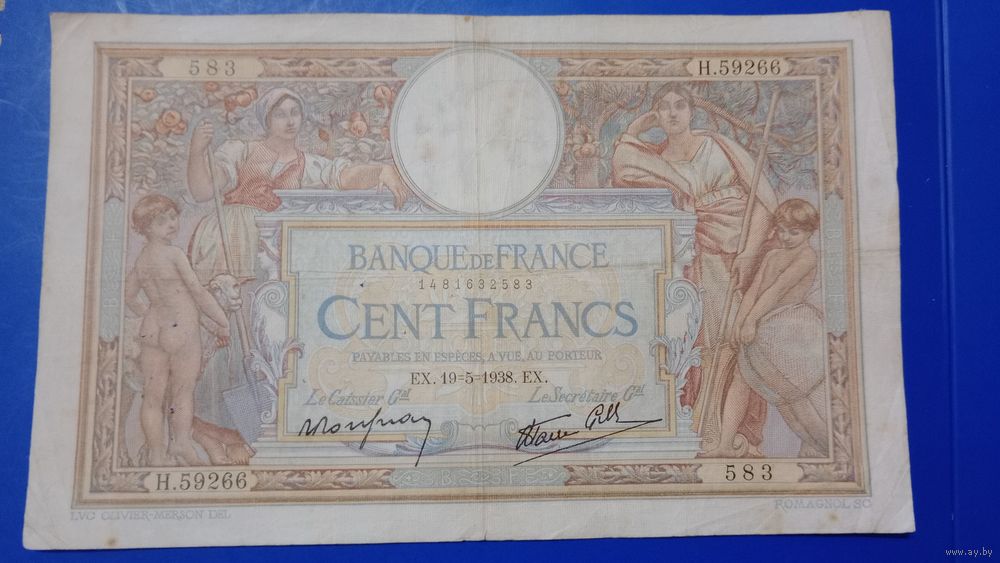 583 H.59266
BANQUE DE FRANCE
1481632583
CENT FRANCS
PAYABLES EN ESPÈCES, A VUE, AU PORTEUR
EX. 19=5=1938. EX.
Le Caissier Gal Le Secrétaire Gal
H.59266 583
LVC OLIVIER-MERSON DEL ROMAGNOL SC
www.ay.by